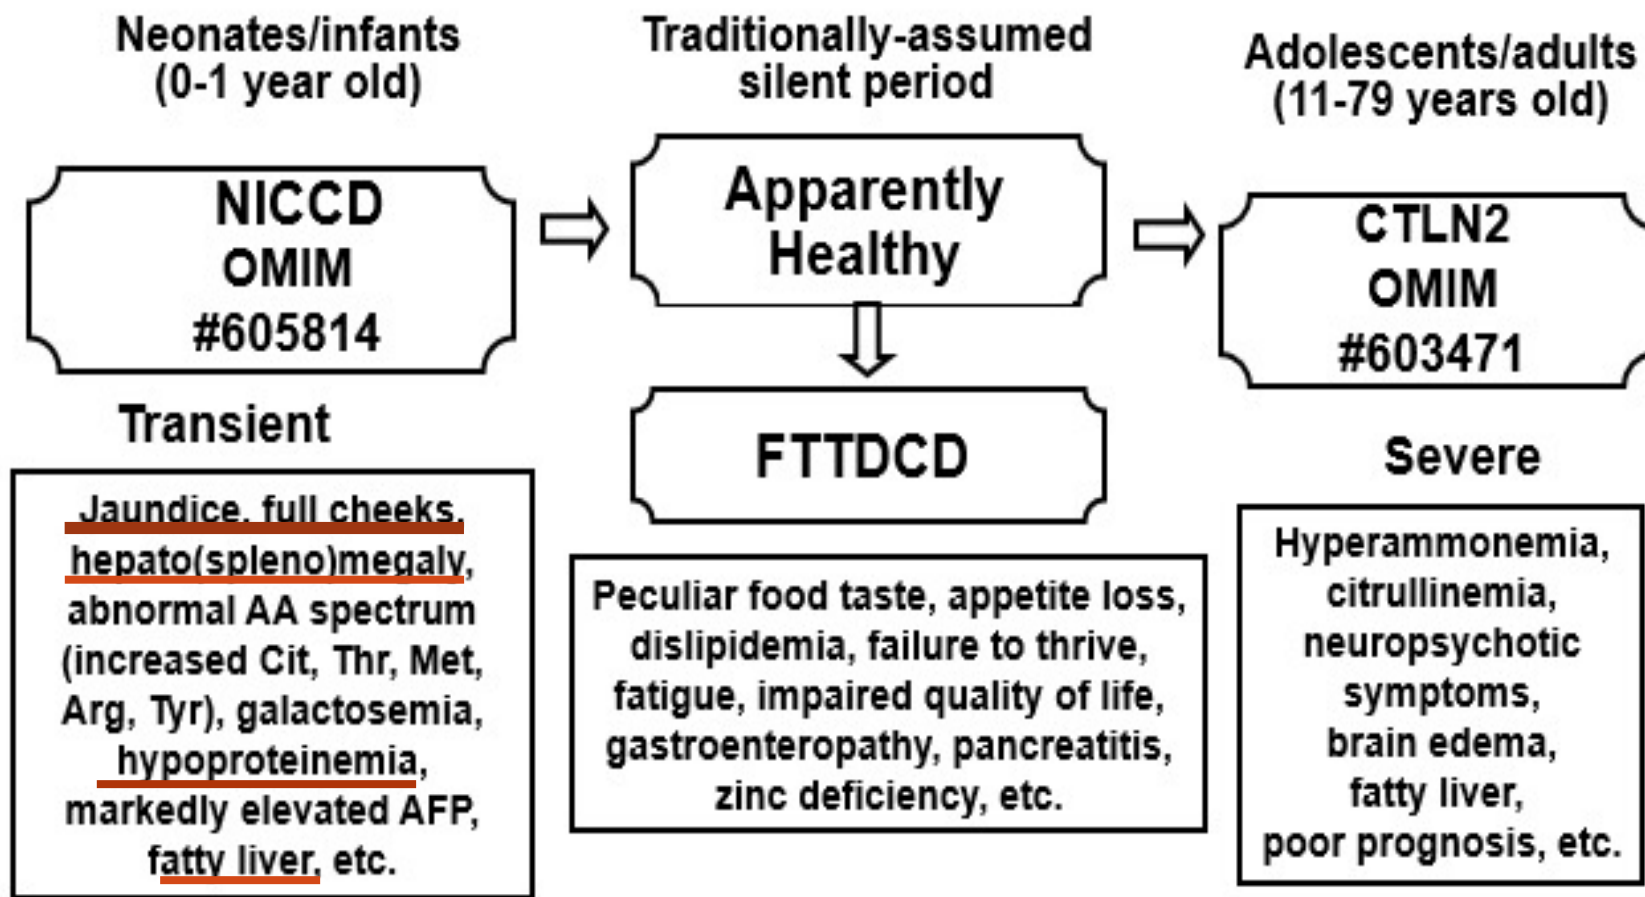 Neonates/infants
(0-1 year old)
NICCD
OMIM
#605814
Transient
Jaundice, full cheeks,
hepato(spleno)megaly,
abnormal AA spectrum
(increased Cit, Thr, Met,
Arg, Tyr), galactosemia,
hypoproteinemia,
markedly elevated AFP,
fatty liver, etc.
Traditionally-assumed
silent period
Apparently
Healthy
FTTDCD
Peculiar food taste, appetite loss,
dislipidemia, failure to thrive,
fatigue, impaired quality of life,
gastroenteropathy, pancreatitis,
zinc deficiency, etc.
Adolescents/adults
(11-79 years old)
CTLN2
OMIM
#603471
Severe
Hyperammonemia,
citrullinemia,
neuropsychotic
symptoms,
brain edema,
fatty liver,
poor prognosis, etc.